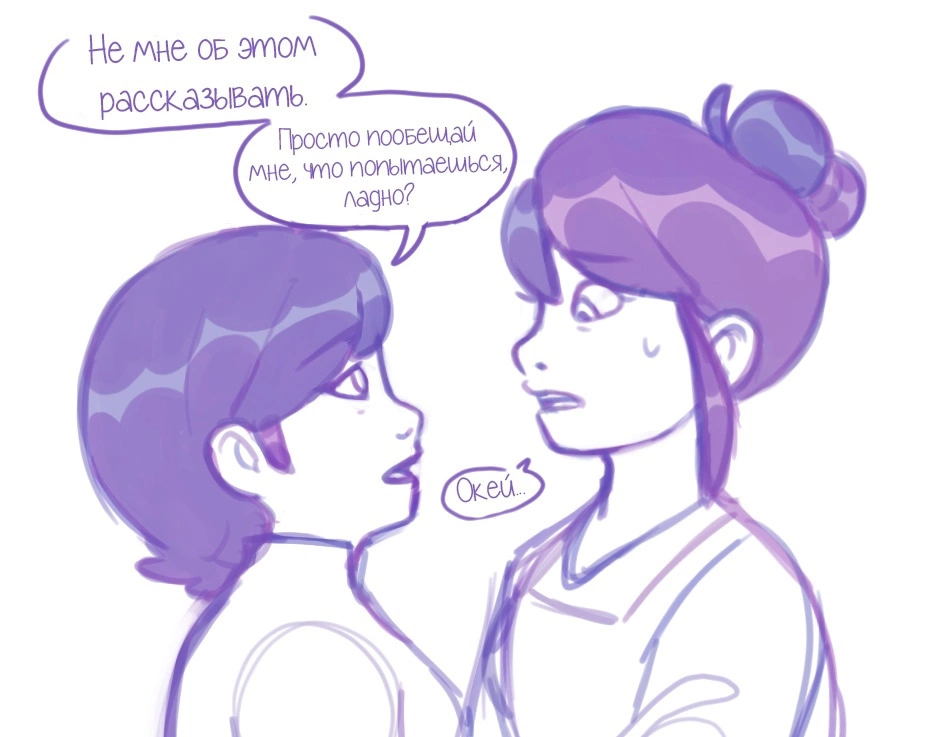 Не мне об этом
рассказывать.
Просто пообещай
мне, что попытаешься,
ладно?
Окей...